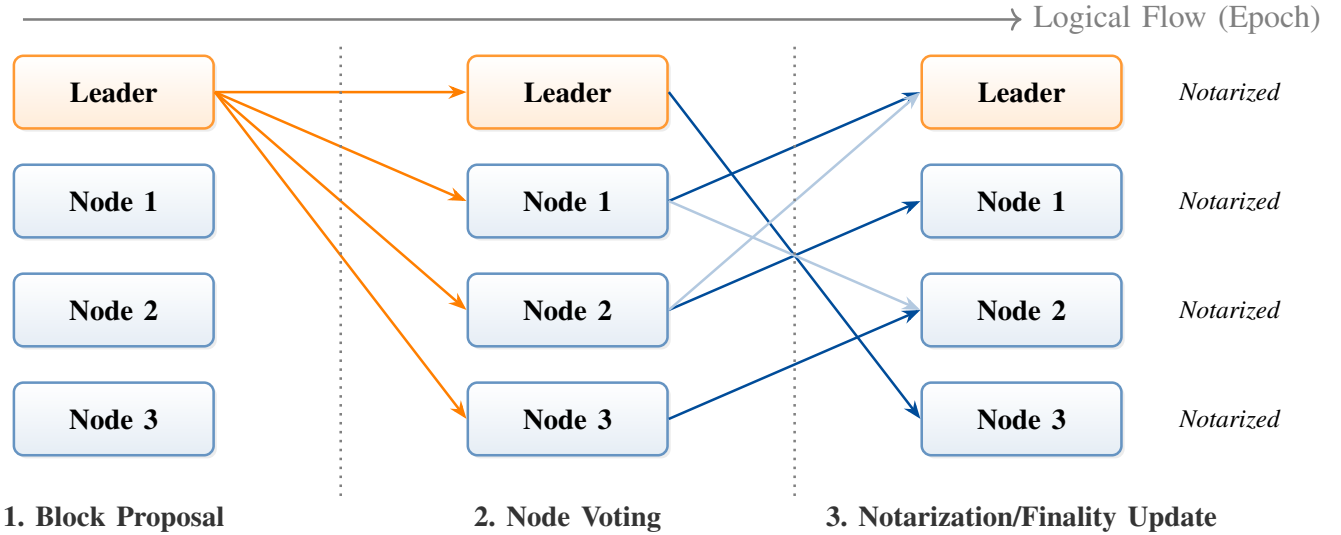 Logical Flow (Epoch)
Leader Leader Leader Notarized
Node 1 Node 1 Node 1 Notarized
Node 2 Node 2 Node 2 Notarized
Node 3 Node 3 Node 3 Notarized
1. Block Proposal 2. Node Voting 3. Notarization/Finality Update